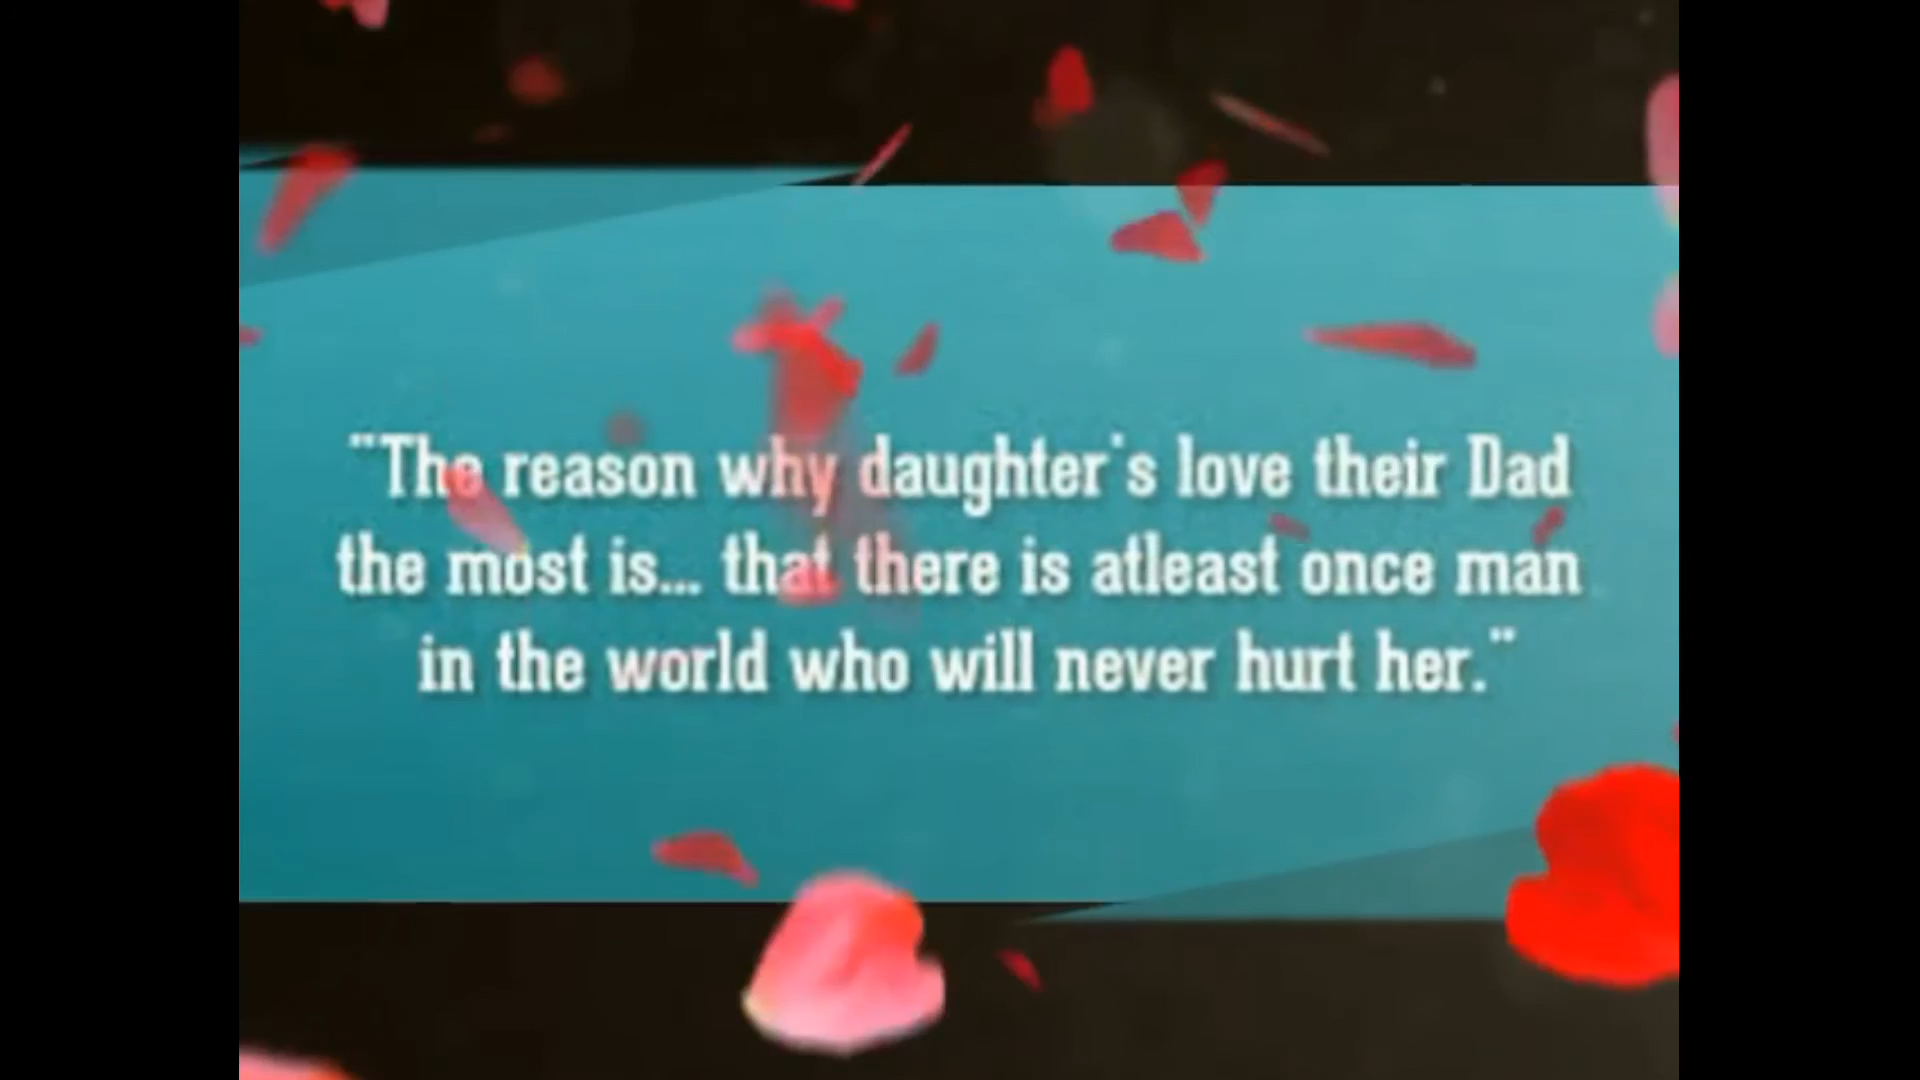 "The reason why daughter's love their Dad
the most is... that there is atleast once man
in the world who will never hurt her."